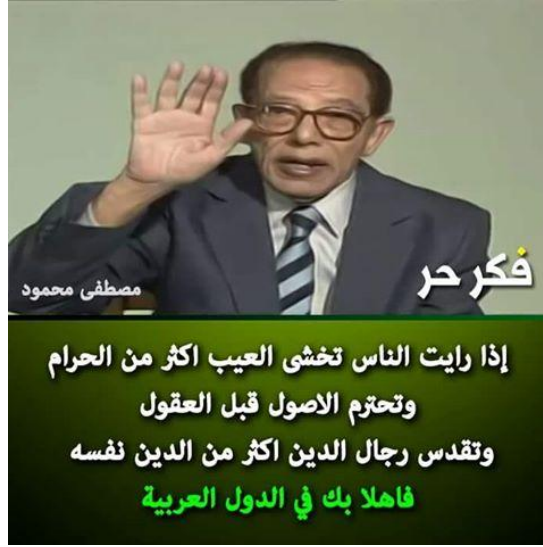 فكر حر
مصطفى محمود
إذا رايت الناس تخشى العيب اكثر من الحرام
وتحترم الاصول قبل العقول
وتقدس رجال الدين اكثر من الدين نفسه
فاهلا بك في الدول العربية